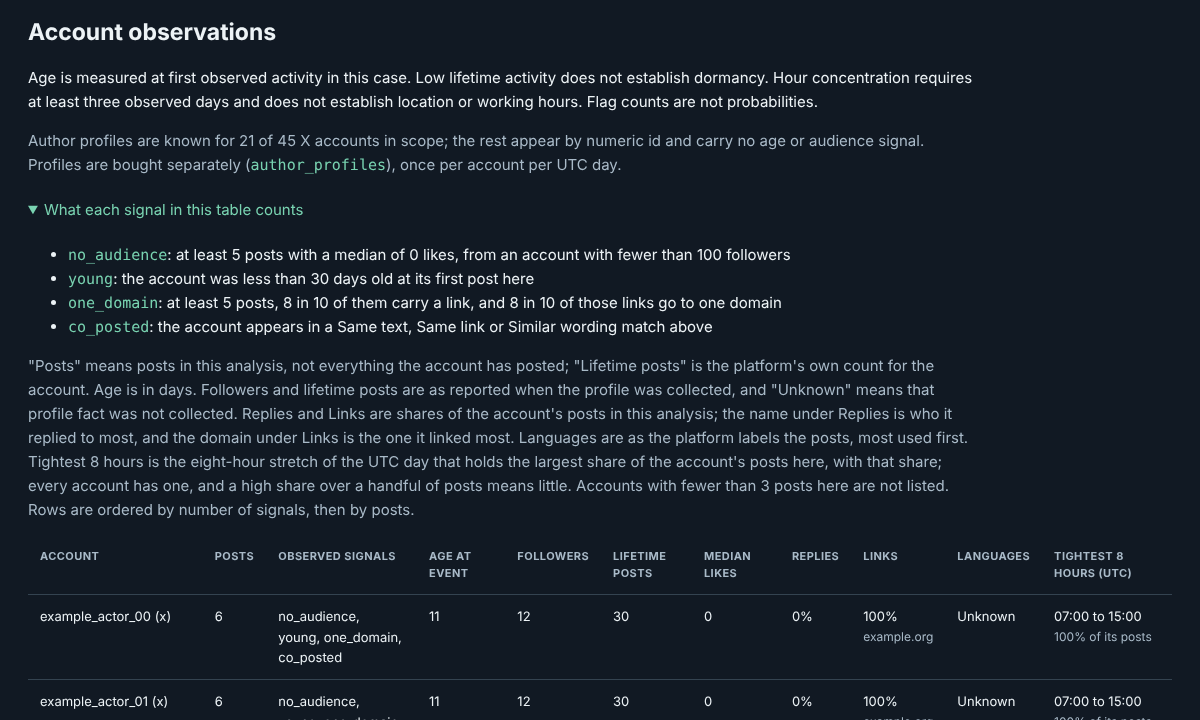 Account observations
Age is measured at first observed activity in this case. Low lifetime activity does not establish dormancy. Hour concentration requires
at least three observed days and does not establish location or working hours. Flag counts are not probabilities.
Author profiles are known for 21 of 45 X accounts in scope; the rest appear by numeric id and carry no age or audience signal.
Profiles are bought separately (author_profiles), once per account per UTC day.
▼ What each signal in this table counts
• no_audience: at least 5 posts with a median of 0 likes, from an account with fewer than 100 followers
• young: the account was less than 30 days old at its first post here
• one_domain: at least 5 posts, 8 in 10 of them carry a link, and 8 in 10 of those links go to one domain
• co_posted: the account appears in a Same text, Same link or Similar wording match above
"Posts" means posts in this analysis, not everything the account has posted; "Lifetime posts" is the platform's own count for the
account. Age is in days. Followers and lifetime posts are as reported when the profile was collected, and "Unknown" means that
profile fact was not collected. Replies and Links are shares of the account's posts in this analysis; the name under Replies is who it
replied to most, and the domain under Links is the one it linked most. Languages are as the platform labels the posts, most used first.
Tightest 8 hours is the eight-hour stretch of the UTC day that holds the largest share of the account's posts here, with that share;
every account has one, and a high share over a handful of posts means little. Accounts with fewer than 3 posts here are not listed.
Rows are ordered by number of signals, then by posts.
ACCOUNT POSTS OBSERVED SIGNALS AGE AT FOLLOWERS LIFETIME MEDIAN REPLIES LINKS LANGUAGES TIGHTEST 8
EVENT POSTS LIKES HOURS (UTC)
example_actor_00 (x) 6 no_audience, 11 12 30 0 0% 100% Unknown 07:00 to 15:00
young, one_domain, example.org 100% of its posts
co_posted
example_actor_01 (x) 6 no_audience, 11 12 30 0 0% 100% Unknown 07:00 to 15:00